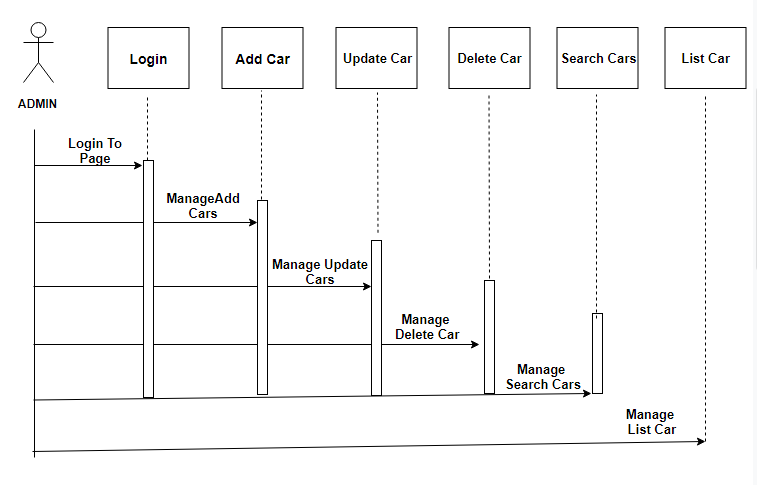 Login
Add Car
Update Car
Delete Car
Search Cars
List Car
ADMIN
Login To
Page
ManageAdd
Cars
Manage Update
Cars
Manage
Delete Car
Manage
Search Cars
Manage
List Car